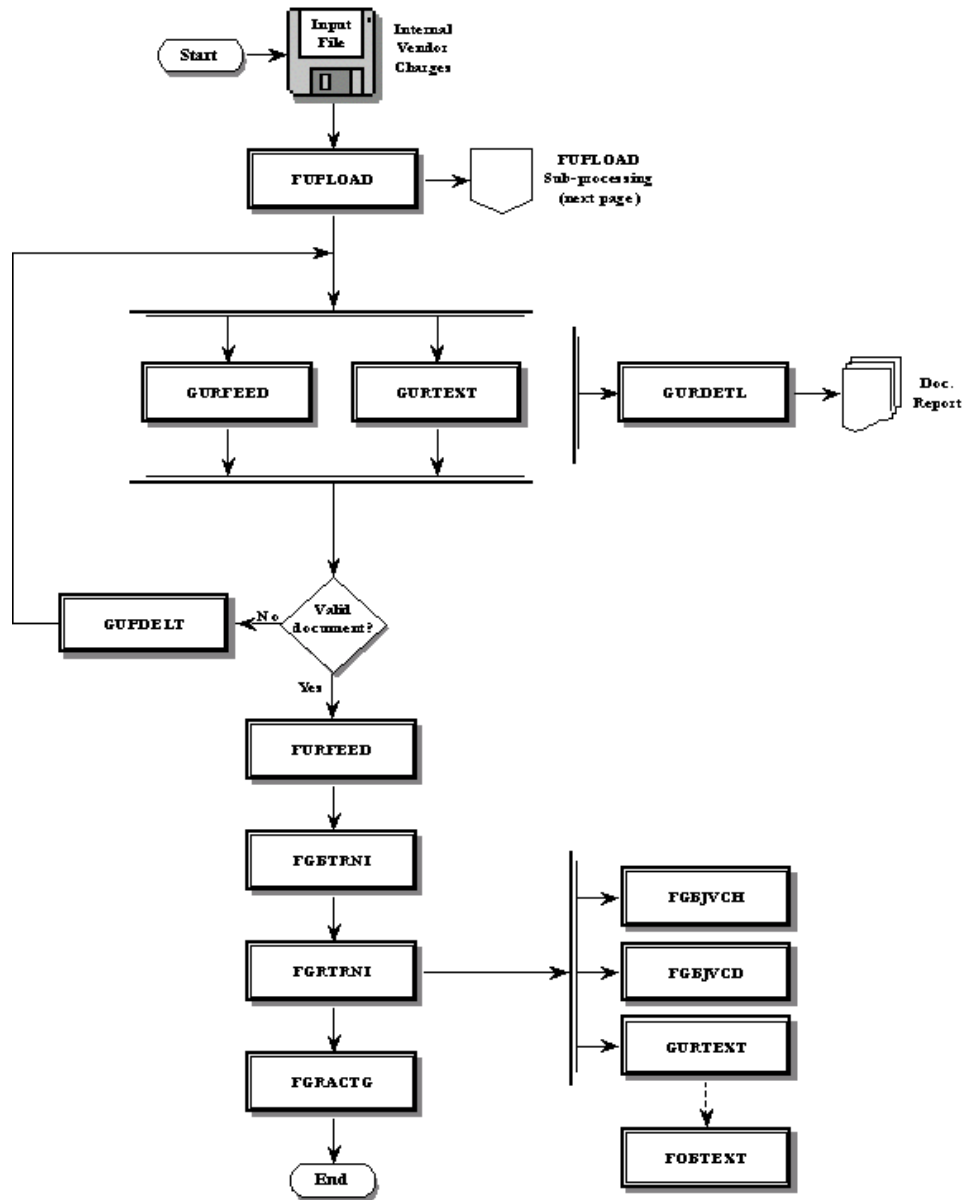 Start
Input
File
Internal
Vendor
Charges
FUPLOAD
FUPLOAD
Sub-processing
(next page)
GURFEED
GURTEXT
GURDETL
Doc.
Report
GUPDELT
No
Valid
document?
Yes
FURFEED
FGBTRNI
FGRTRNI
FGBJVCH
FGBJVCD
GURTEXT
FGRACTG
FOBTEXT
End